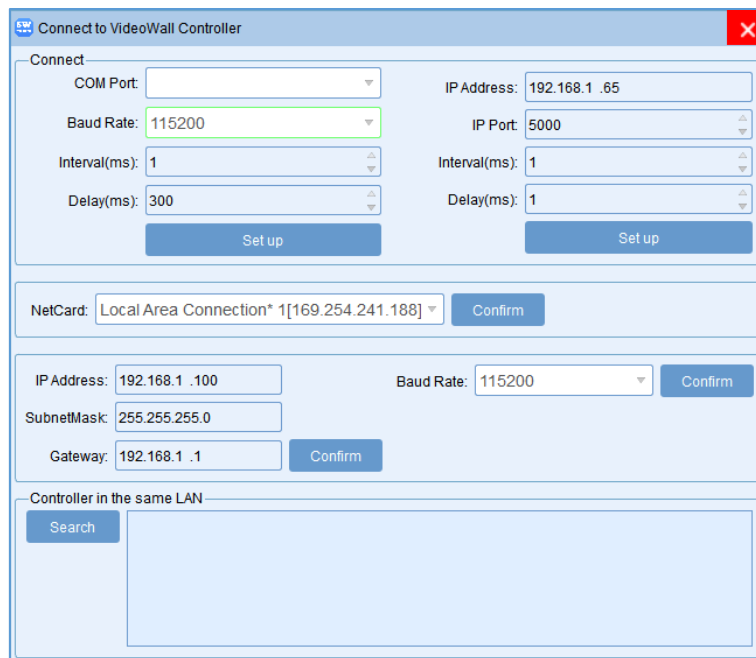 Connect to VideoWall Controller
Connect
COM Port:
IP Address: 192.168.1 .65
Baud Rate: 115200
IP Port: 5000
Interval(ms): 1
Interval(ms): 1
Delay(ms): 300
Delay(ms): 1
Set up
Set up
NetCard: Local Area Connection* 1[169.254.241.188] Confirm
IP Address: 192.168.1 .100
Baud Rate: 115200 Confirm
SubnetMask: 255.255.255.0
Gateway: 192.168.1 .1 Confirm
Controller in the same LAN
Search